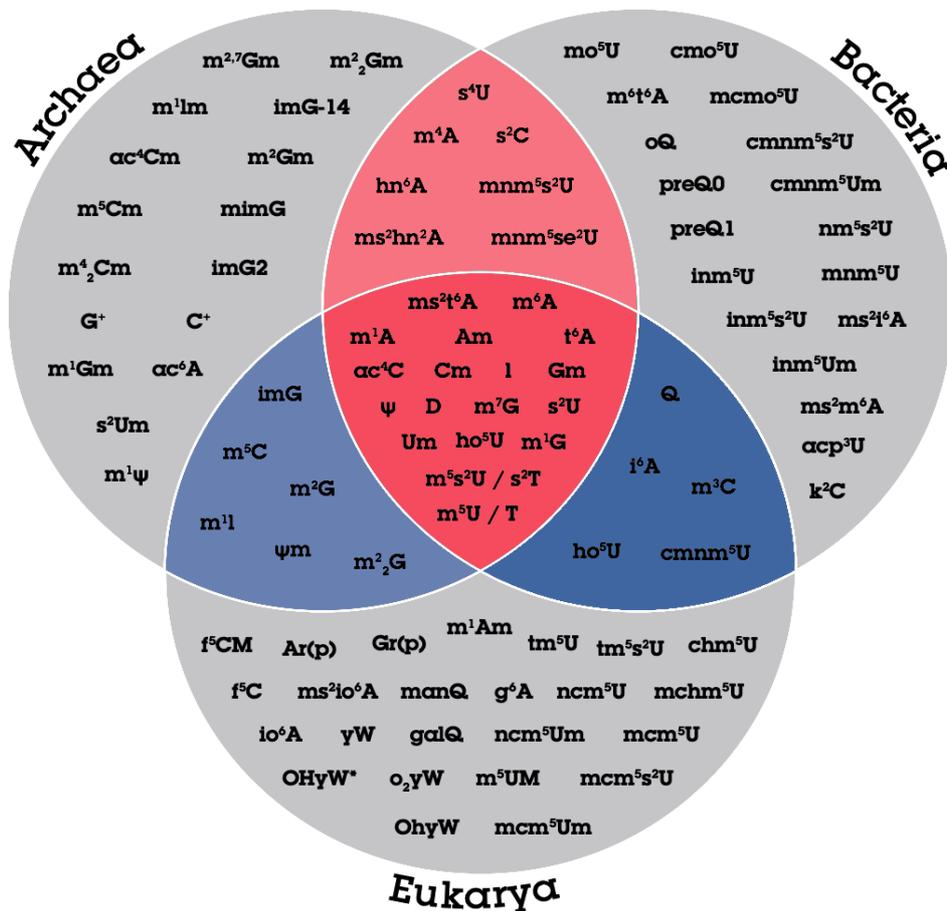 Archaea
Bacteria
m²,⁷Gm m²₂Gm
m¹Im imG-14
ac⁴Cm m²Gm
m⁵Cm mimG
m⁴₂Cm imG2
G⁺ C⁺
m¹Gm ac⁶A
s²Um
m¹ψ
s⁴U
m⁴A s²C
hn⁶A mnm⁵s²U
ms²hn²A mnm⁵se²U
mo⁵U cmo⁵U
m⁶t⁶A mcmo⁵U
oQ cmnm⁵s²U
preQ0 cmnm⁵Um
preQ1 nm⁵s²U
inm⁵U mnm⁵U
inm⁵s²U ms²i⁶A
inm⁵Um
ms²m⁶A
acp³U
k²C
ms²t⁶A m⁶A
m¹A Am t⁶A
ac⁴C Cm I Gm
ψ D m⁷G s²U
Um ho⁵U m¹G
m⁵s²U / s²T
m⁵U / T
imG
m⁵C
m²G
m¹I
ψm
m²₂G
Q
i⁶A
m³C
ho⁵U cmnm⁵U
m¹Am
f⁵CM Ar(p) Gr(p) tm⁵U tm⁵s²U chm⁵U
f⁵C ms²io⁶A manQ g⁶A ncm⁵U mchm⁵U
io⁶A yW galQ ncm⁵Um mcm⁵U
OHyW* o₂yW m⁵UM mcm⁵s²U
OhyW mcm⁵Um
Eukarya